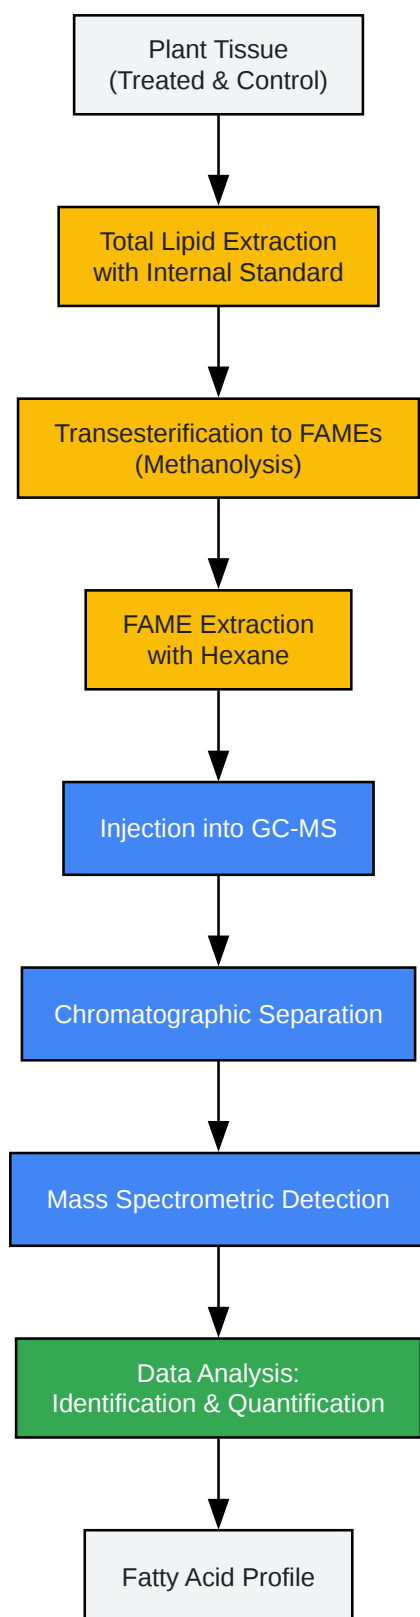 Plant Tissue
(Treated & Control)
Total Lipid Extraction
with Internal Standard
Transesterification to FAMEs
(Methanolysis)
FAME Extraction
with Hexane
Injection into GC-MS
Chromatographic Separation
Mass Spectrometric Detection
Data Analysis:
Identification & Quantification
Fatty Acid Profile